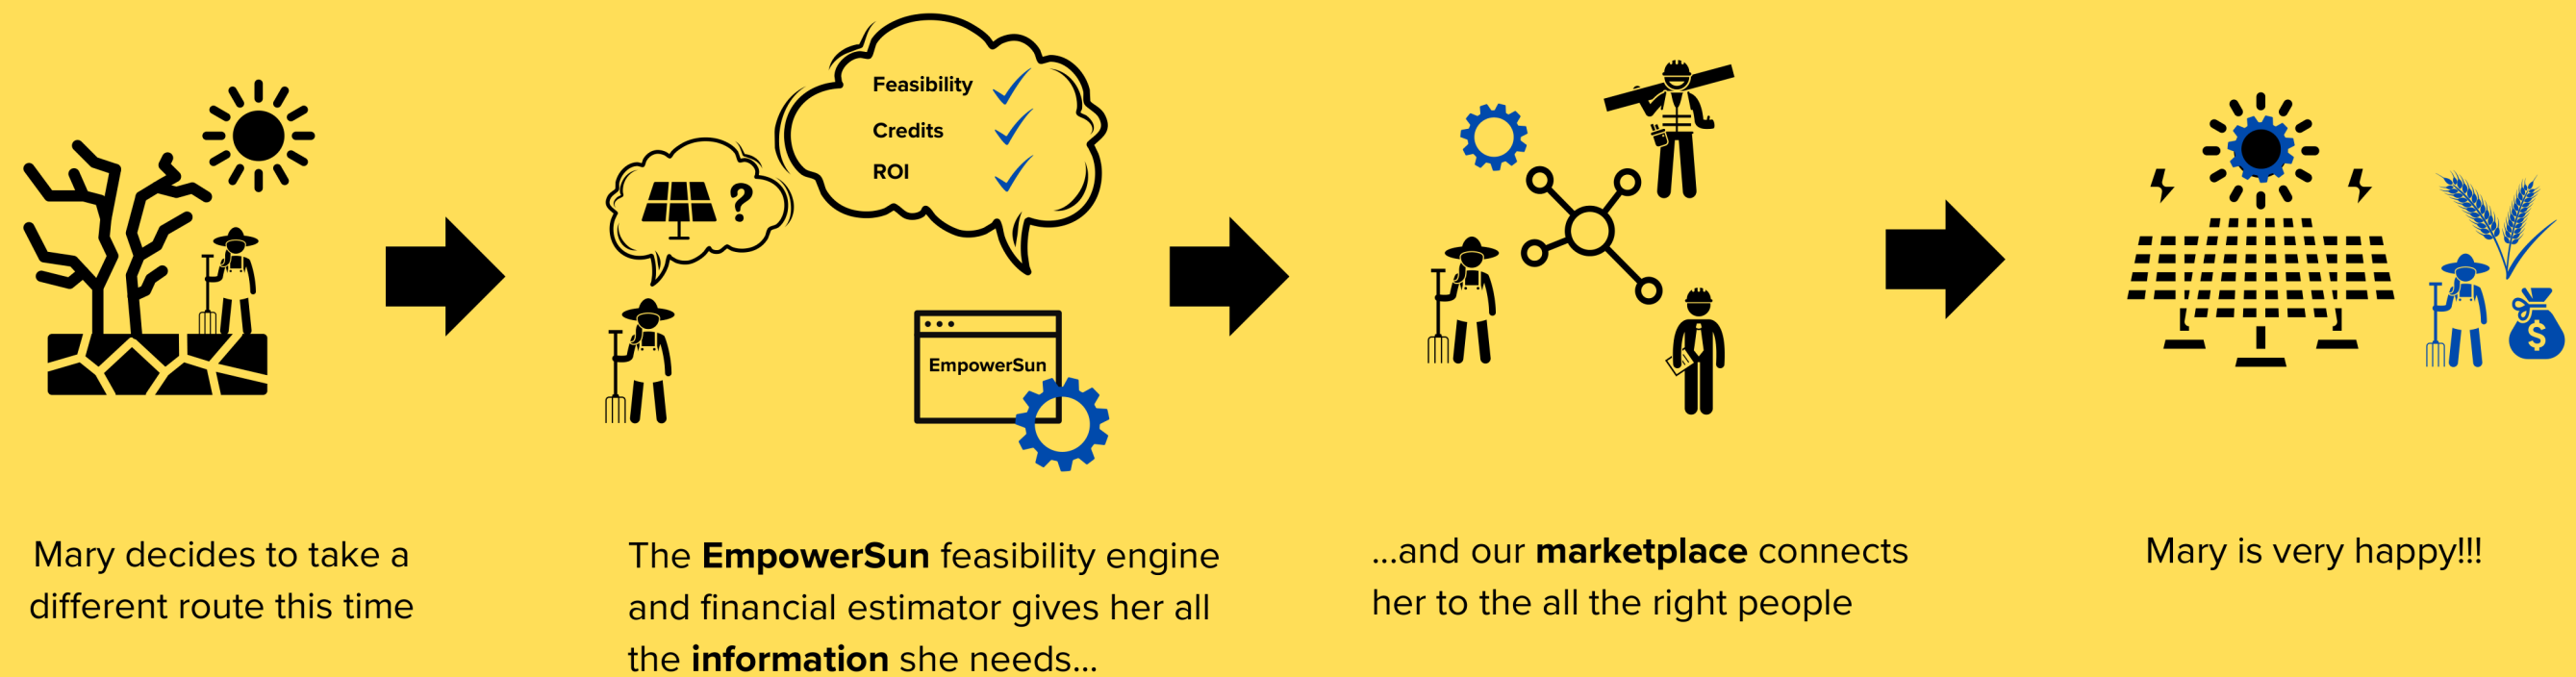 Feasibility
Credits
ROI
?
EmpowerSun
$
Mary decides to take a
different route this time
The EmpowerSun feasibility engine
and financial estimator gives her all
the information she needs...
...and our marketplace connects
her to the all the right people
Mary is very happy!!!